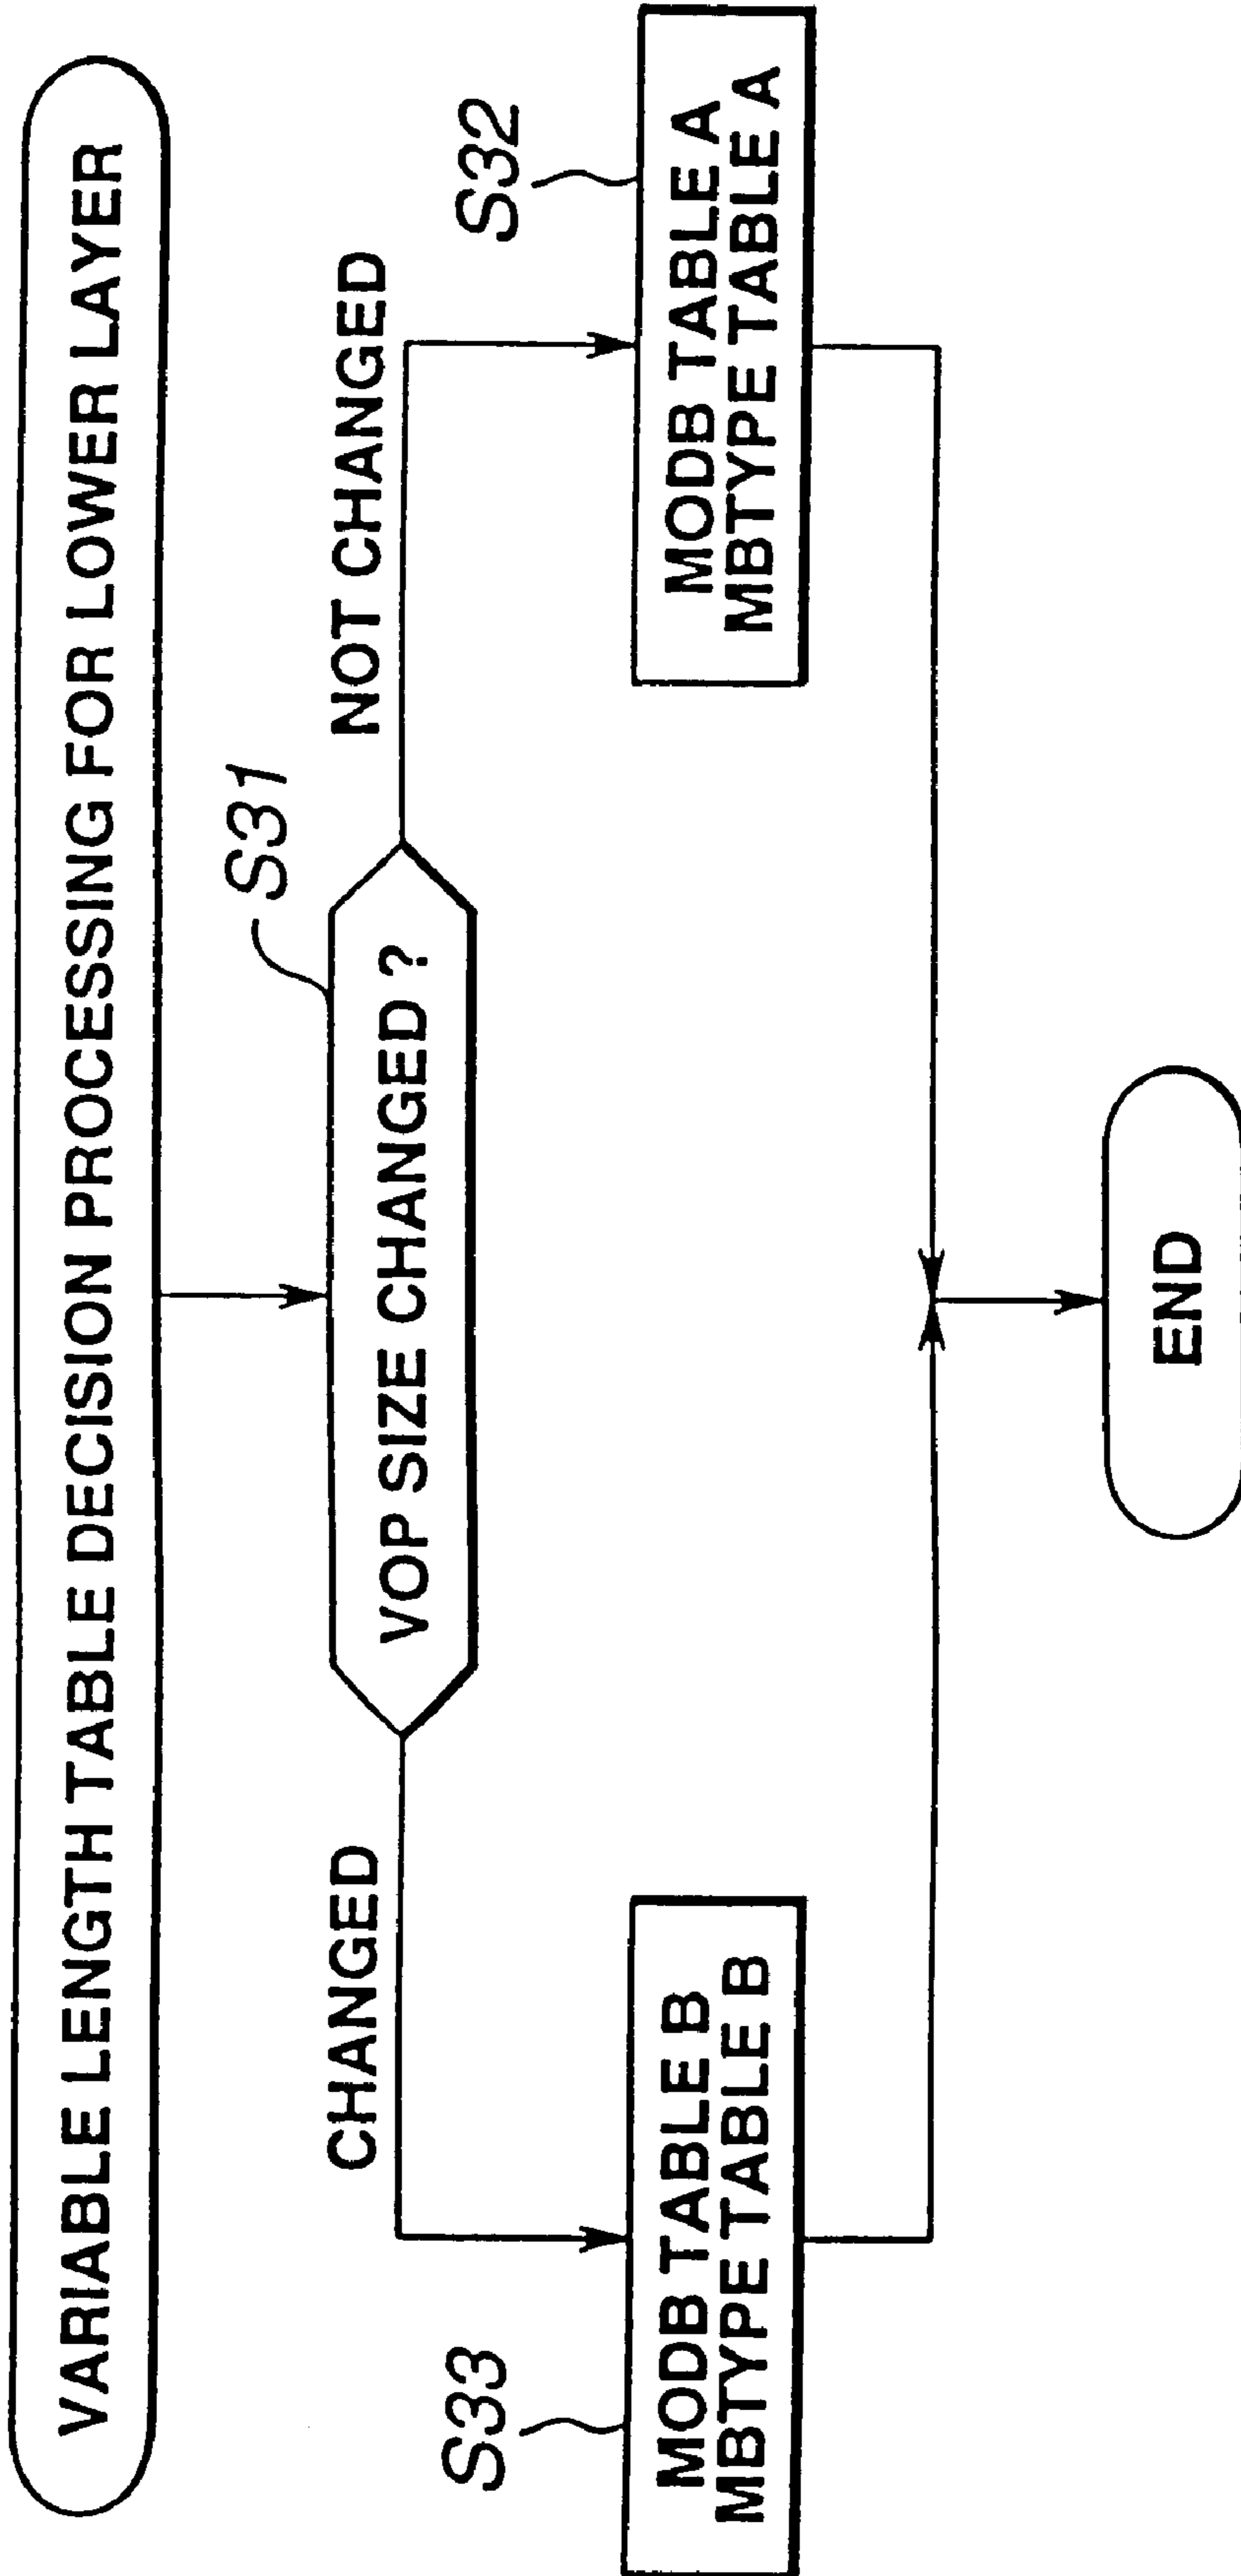 VARIABLE LENGTH TABLE DECISION PROCESSING FOR LOWER LAYER
S31
VOP SIZE CHANGED ?
CHANGED
NOT CHANGED
S33
MODB TABLE B
MBTYPE TABLE B
S32
MODB TABLE A
MBTYPE TABLE A
END